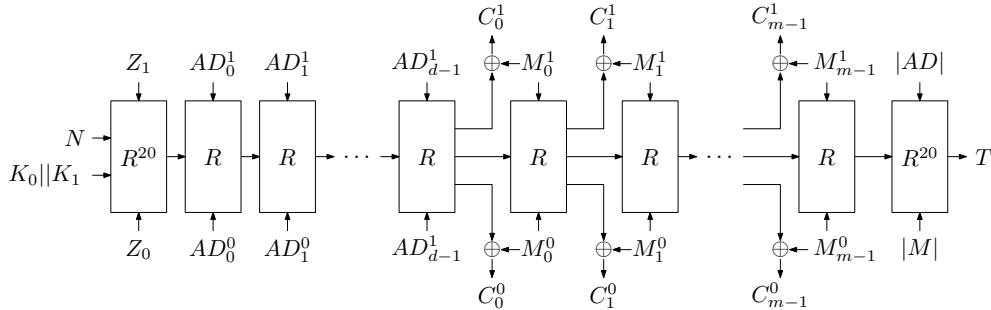 C_0^1 C_1^1 C_{m-1}^1
Z_1 AD_0^1 AD_1^1 AD_{d-1}^1 M_0^1 M_1^1 M_{m-1}^1 |AD|
N
R^{20} R R · · · R R R · · · R R^{20} T
K_0||K_1
Z_0 AD_0^0 AD_1^0 AD_{d-1}^1 M_0^0 M_1^0 M_{m-1}^0 |M|
C_0^0 C_1^0 C_{m-1}^0